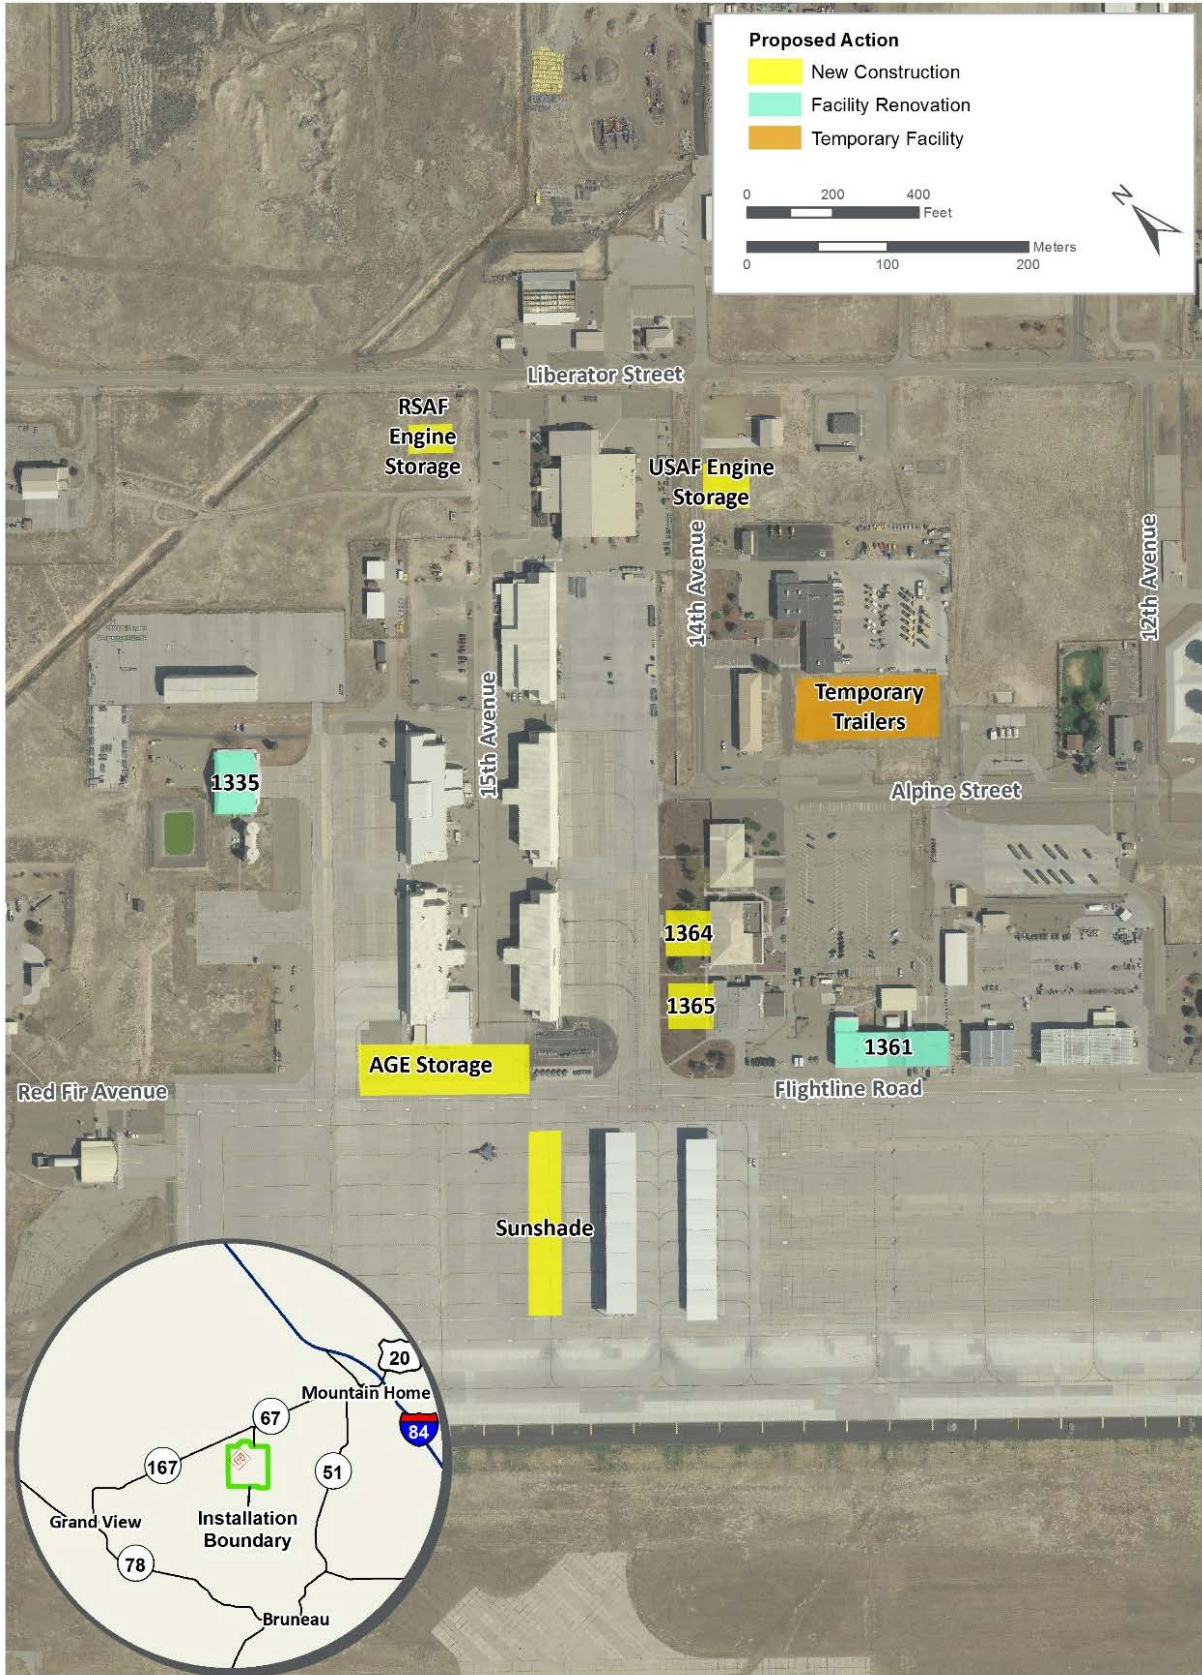 Proposed Action
New Construction
Facility Renovation
Temporary Facility
0 200 400
Feet
Meters
0 100 200
N
Liberator Street
RSAF
Engine
Storage
USAF Engine
Storage
14th Avenue
12th Avenue
15th Avenue
Temporary
Trailers
1335
Alpine Street
1364
1365
1361
AGE Storage
Red Fir Avenue
Flightline Road
Sunshade
20
Mountain Home
67
84
167
51
Installation
Boundary
Grand View
78
Bruneau